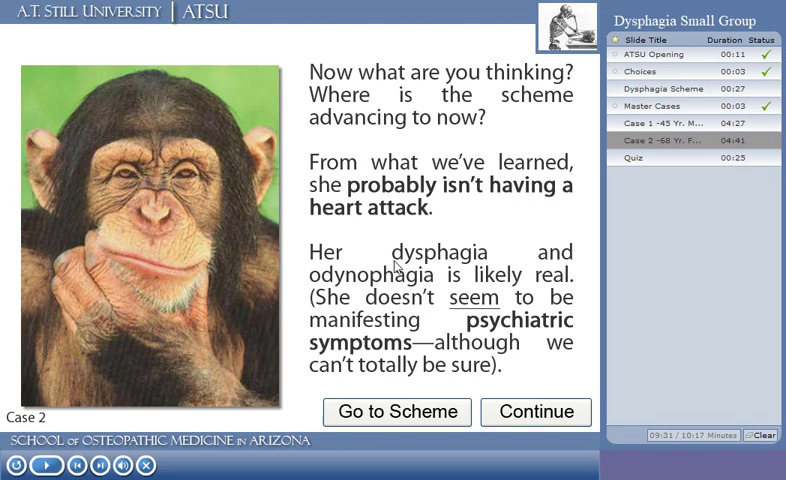 A.T. STILL UNIVERSITY | ATSU
Now what are you thinking?
Where is the scheme
advancing to now?
From what we've learned,
she probably isn't having a
heart attack.
Her dysphagia and
odynophagia is likely real.
(She doesn't seem to be
manifesting psychiatric
symptoms—although we
can't totally be sure).
Case 2
Go to Scheme
Continue
SCHOOL OF OSTEOPATHIC MEDICINE IN ARIZONA
Dysphagia Small Group
Slide Title Duration Status
ATSU Opening 00:11
Choices 00:03
Dysphagia Scheme 00:27
Master Cases 00:03
Case 1 -45 Yr. M... 04:27
Case 2 -68 Yr. F... 04:41
Quiz 00:25
09:31 / 10:17 Minutes
Clear